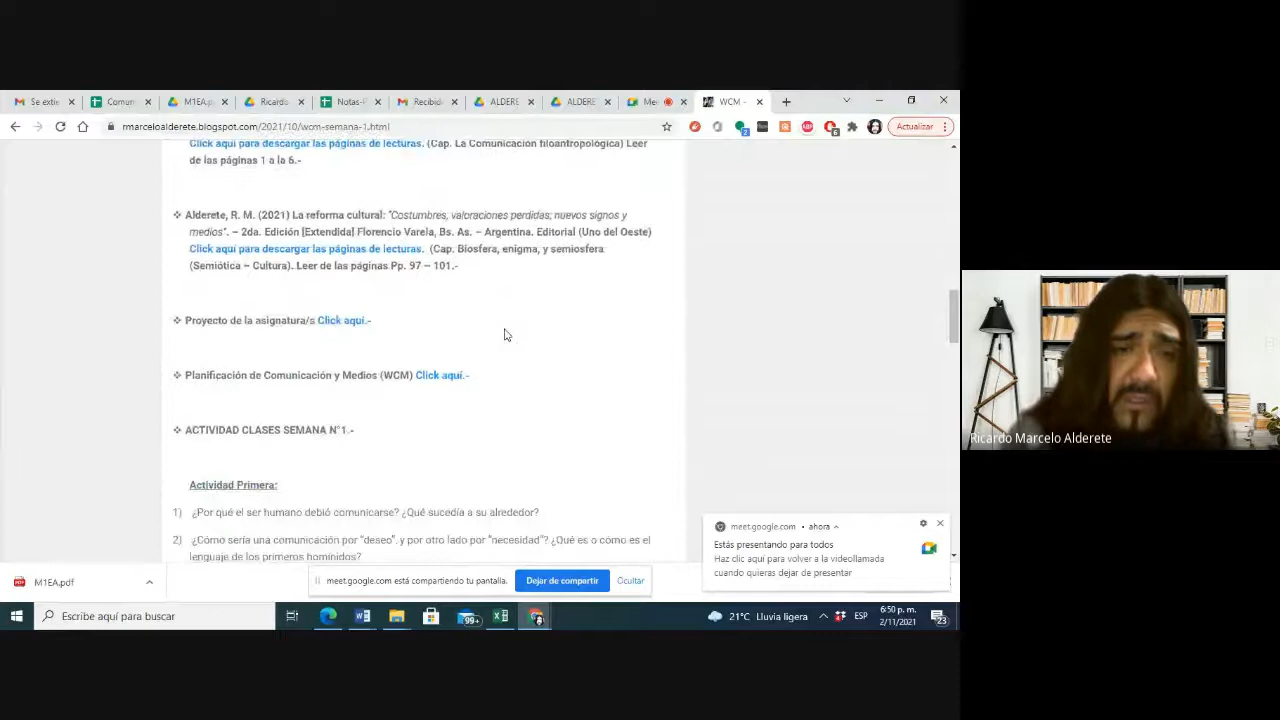 Se extie
Comun
M1EA.p
Ricardo
Notas-P
Recibid
ALDERE
ALDERE
Mee
WCM -
rmarceloalderete.blogspot.com/2021/10/wcm-semana-1.html
Actualizar
Click aquí para descargar las páginas de lecturas. (Cap. La Comunicación filoantropológica) Leer
de las páginas 1 a la 6.-
❖ Alderete, R. M. (2021) La reforma cultural: "Costumbres, valoraciones perdidas; nuevos signos y
medios". – 2da. Edición [Extendida] Florencio Varela, Bs. As. – Argentina. Editorial (Uno del Oeste)
Click aquí para descargar las páginas de lecturas. (Cap. Biosfera, enigma, y semiosfera
(Semiótica – Cultura). Leer de las páginas Pp. 97 – 101.-
❖ Proyecto de la asignatura/s Click aquí.-
❖ Planificación de Comunicación y Medios (WCM) Click aquí.-
❖ ACTIVIDAD CLASES SEMANA N°1.-
Actividad Primera:
1) ¿Por qué el ser humano debió comunicarse? ¿Qué sucedía a su alrededor?
2) ¿Cómo sería una comunicación por "deseo", y por otro lado por "necesidad"? ¿Qué es o cómo es el
lenguaje de los primeros homínidos?
meet.google.com • ahora
Estás presentando para todos
Haz clic aquí para volver a la videollamada
cuando quieras dejar de presentar
M1EA.pdf
meet.google.com está compartiendo tu pantalla.
Dejar de compartir
Ocultar
Escribe aquí para buscar
99+
21°C Lluvia ligera
ESP
6:50 p. m.
2/11/2021
23
Ricardo Marcelo Alderete